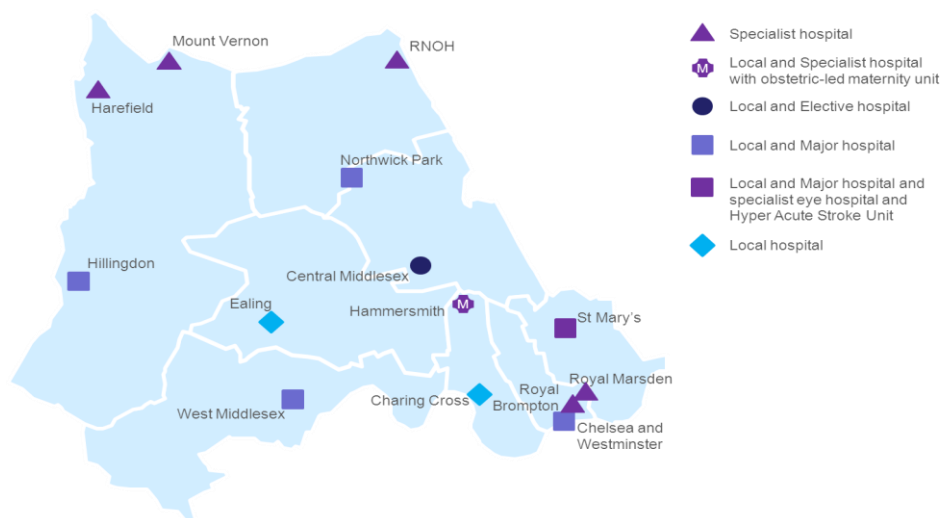 Mount Vernon
RNOH
Harefield
Northwick Park
Hillingdon
Central Middlesex
Ealing
Hammersmith
M
St Mary's
West Middlesex
Charing Cross
Royal
Brompton
Royal Marsden
Chelsea and
Westminster
Specialist hospital
M
Local and Specialist hospital
with obstetric-led maternity unit
Local and Elective hospital
Local and Major hospital
Local and Major hospital and
specialist eye hospital and
Hyper Acute Stroke Unit
Local hospital